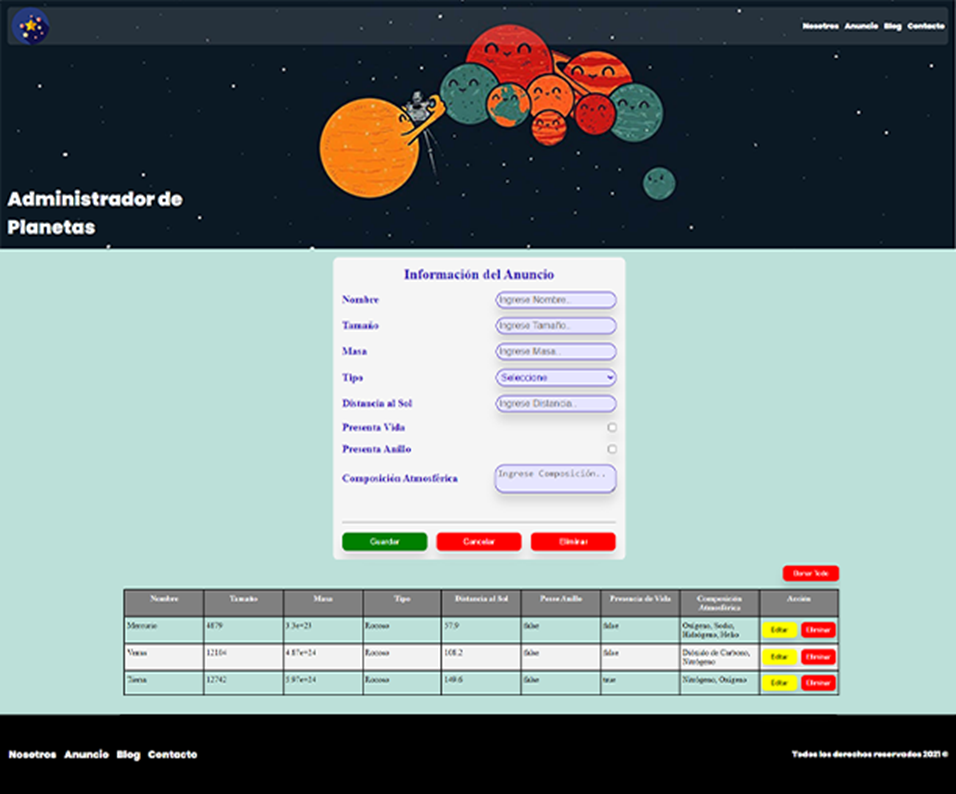 Nosotros Anuncio Blog Contacto
Administrador de
Planetas
Información del Anuncio
Nombre Ingrese Nombre..
Tamaño Ingrese Tamaño..
Masa Ingrese Masa..
Tipo Seleccione
Distancia al Sol Ingrese Distancia..
Presenta Vida
Presenta Anillo
Composición Atmosférica Ingrese Composición..
Guardar Cancelar Eliminar
Borrar Todo
Nombre Tamaño Masa Tipo Distancia al Sol Posee Anillo Presencia de Vida Composición Acción
Atmosférica
Mercurio 4879 3.3e+23 Rocoso 57.9 false false Oxígeno, Sodio, Editar Eliminar
Hidrógeno, Helio
Venus 12104 4.87e+24 Rocoso 108.2 false false Dióxido de Carbono, Editar Eliminar
Nitrógeno
Tierra 12742 5.97e+24 Rocoso 149.6 false true Nitrógeno, Oxígeno Editar Eliminar
Nosotros Anuncio Blog Contacto
Todos los derechos reservados 2021 ©